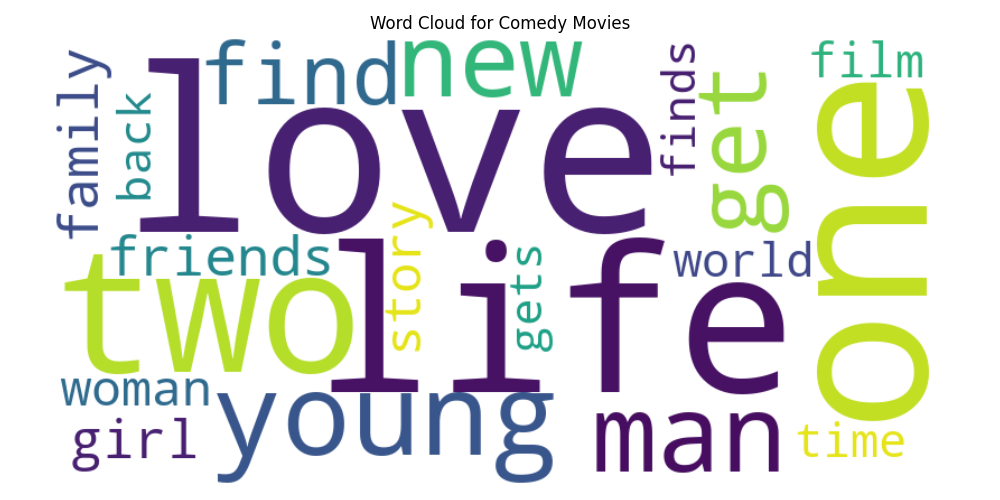 Word Cloud for Comedy Movies
family
back
find
new
finds
get
film
love
one
friends
two
story
life
gets
world
woman
girl
young
man
time